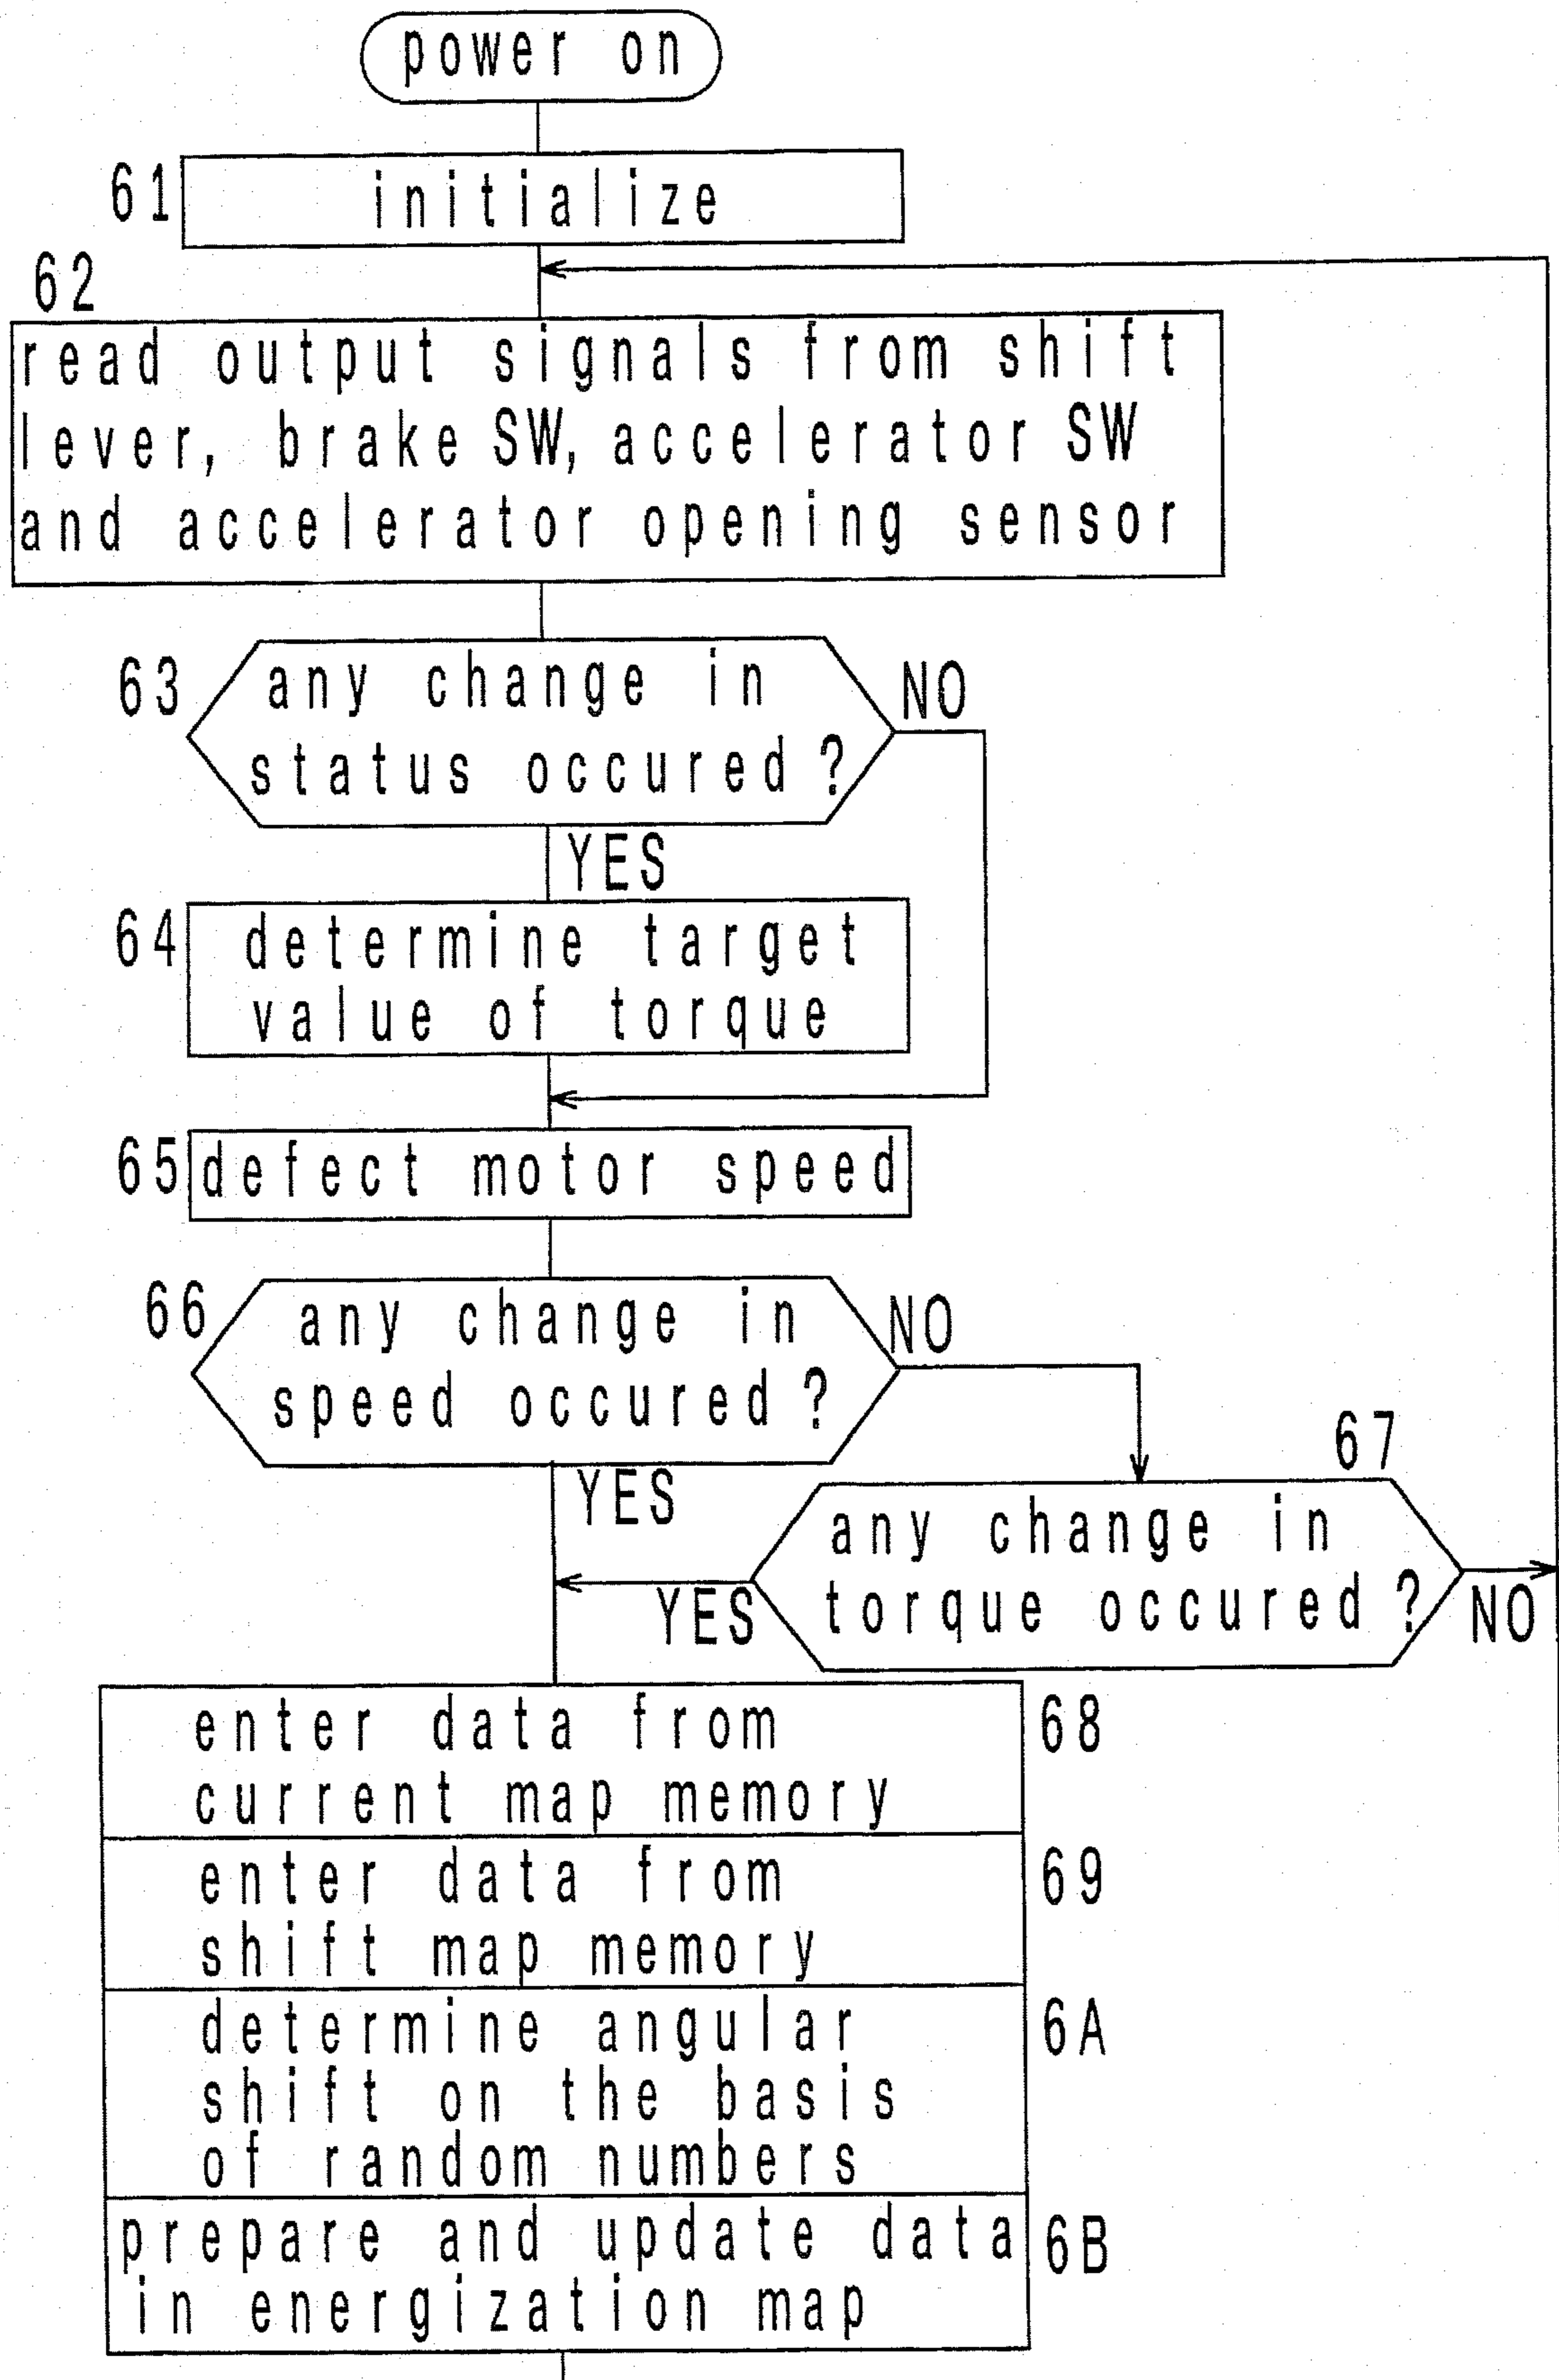 power on
61
initialize
62
read output signals from shift
lever, brake SW, accelerator SW
and accelerator opening sensor
63
any change in
status occured?
NO
YES
64
determine target
value of torque
65
defect motor speed
66
any change in
speed occured?
NO
YES
67
any change in
torque occured?
YES
NO
68
enter data from
current map memory
69
enter data from
shift map memory
6A
determine angular
shift on the basis
of random numbers
6B
prepare and update data
in energization map